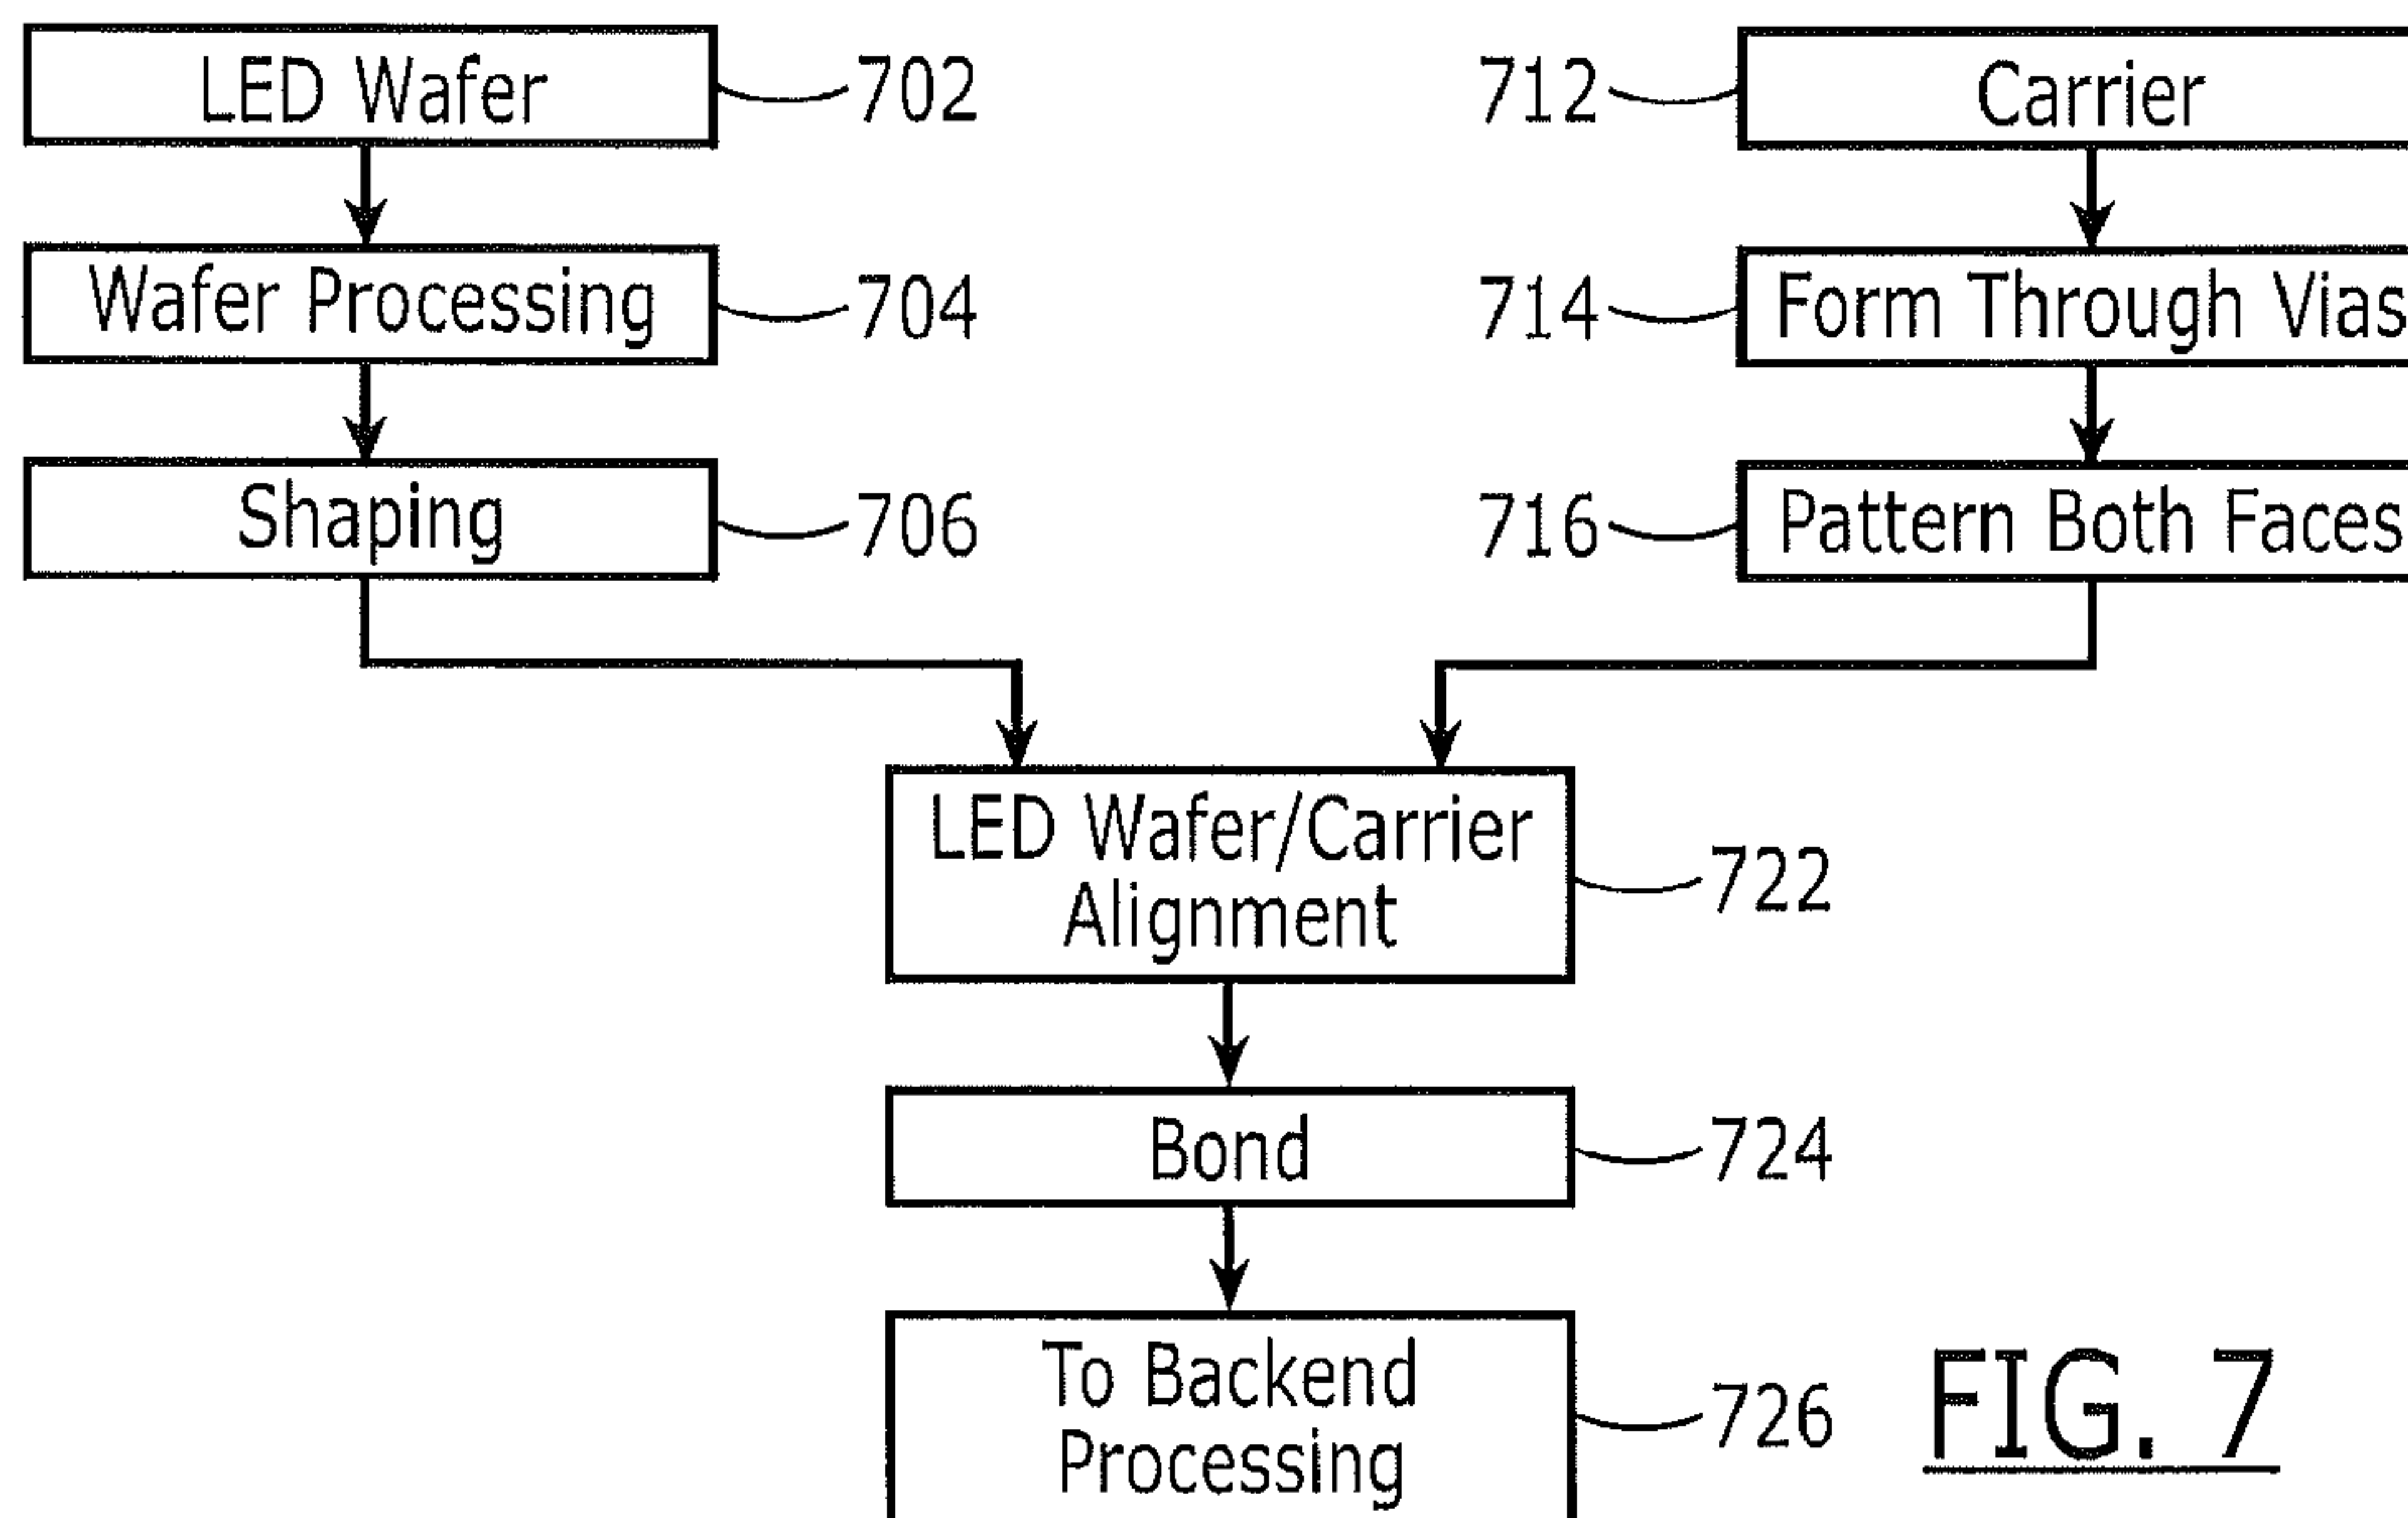 LED Wafer
702
Wafer Processing
704
Shaping
706
712
Carrier
714
Form Through Vias
716
Pattern Both Faces
LED Wafer/Carrier
Alignment
722
Bond
724
To Backend
Processing
726
FIG. 7